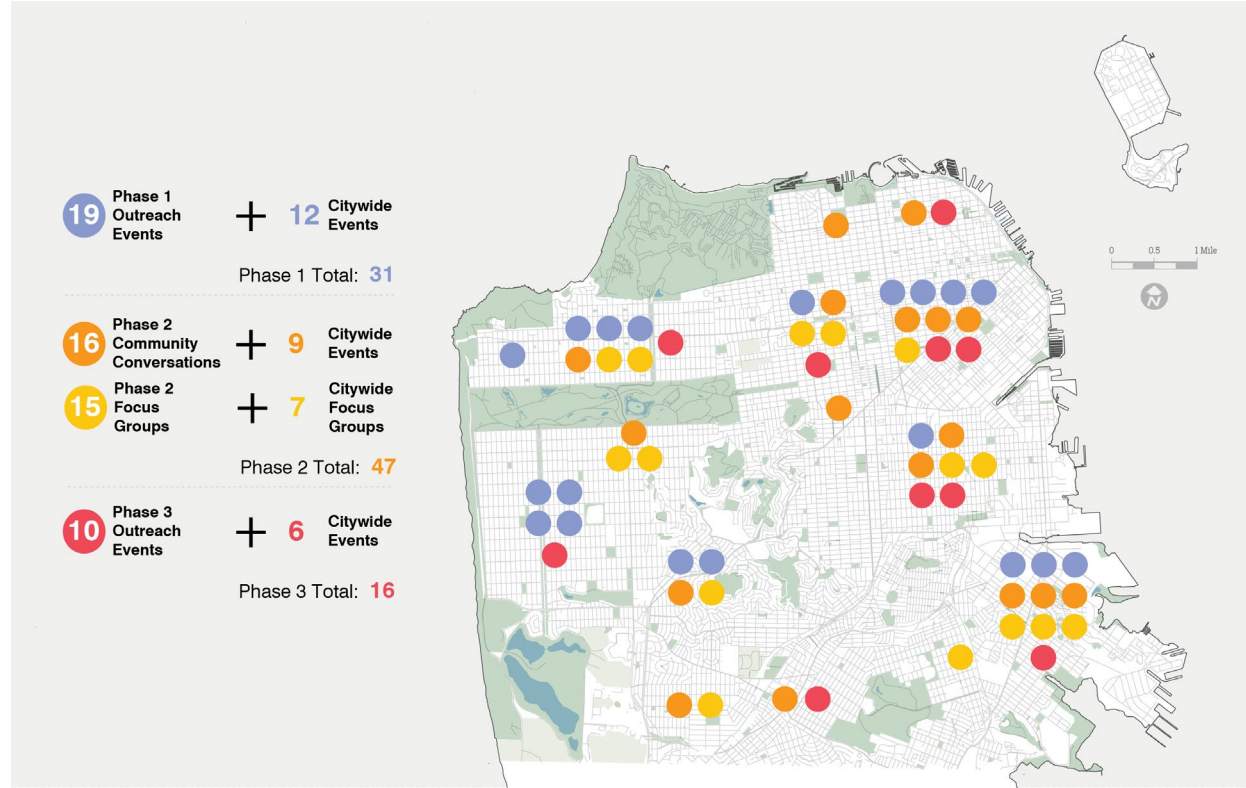 19 Phase 1 Outreach Events + 12 Citywide Events
Phase 1 Total: 31
16 Phase 2 Community Conversations + 9 Citywide Events
15 Phase 2 Focus Groups + 7 Citywide Focus Groups
Phase 2 Total: 47
10 Phase 3 Outreach Events + 6 Citywide Events
Phase 3 Total: 16
0 0.5 1 Mile
N